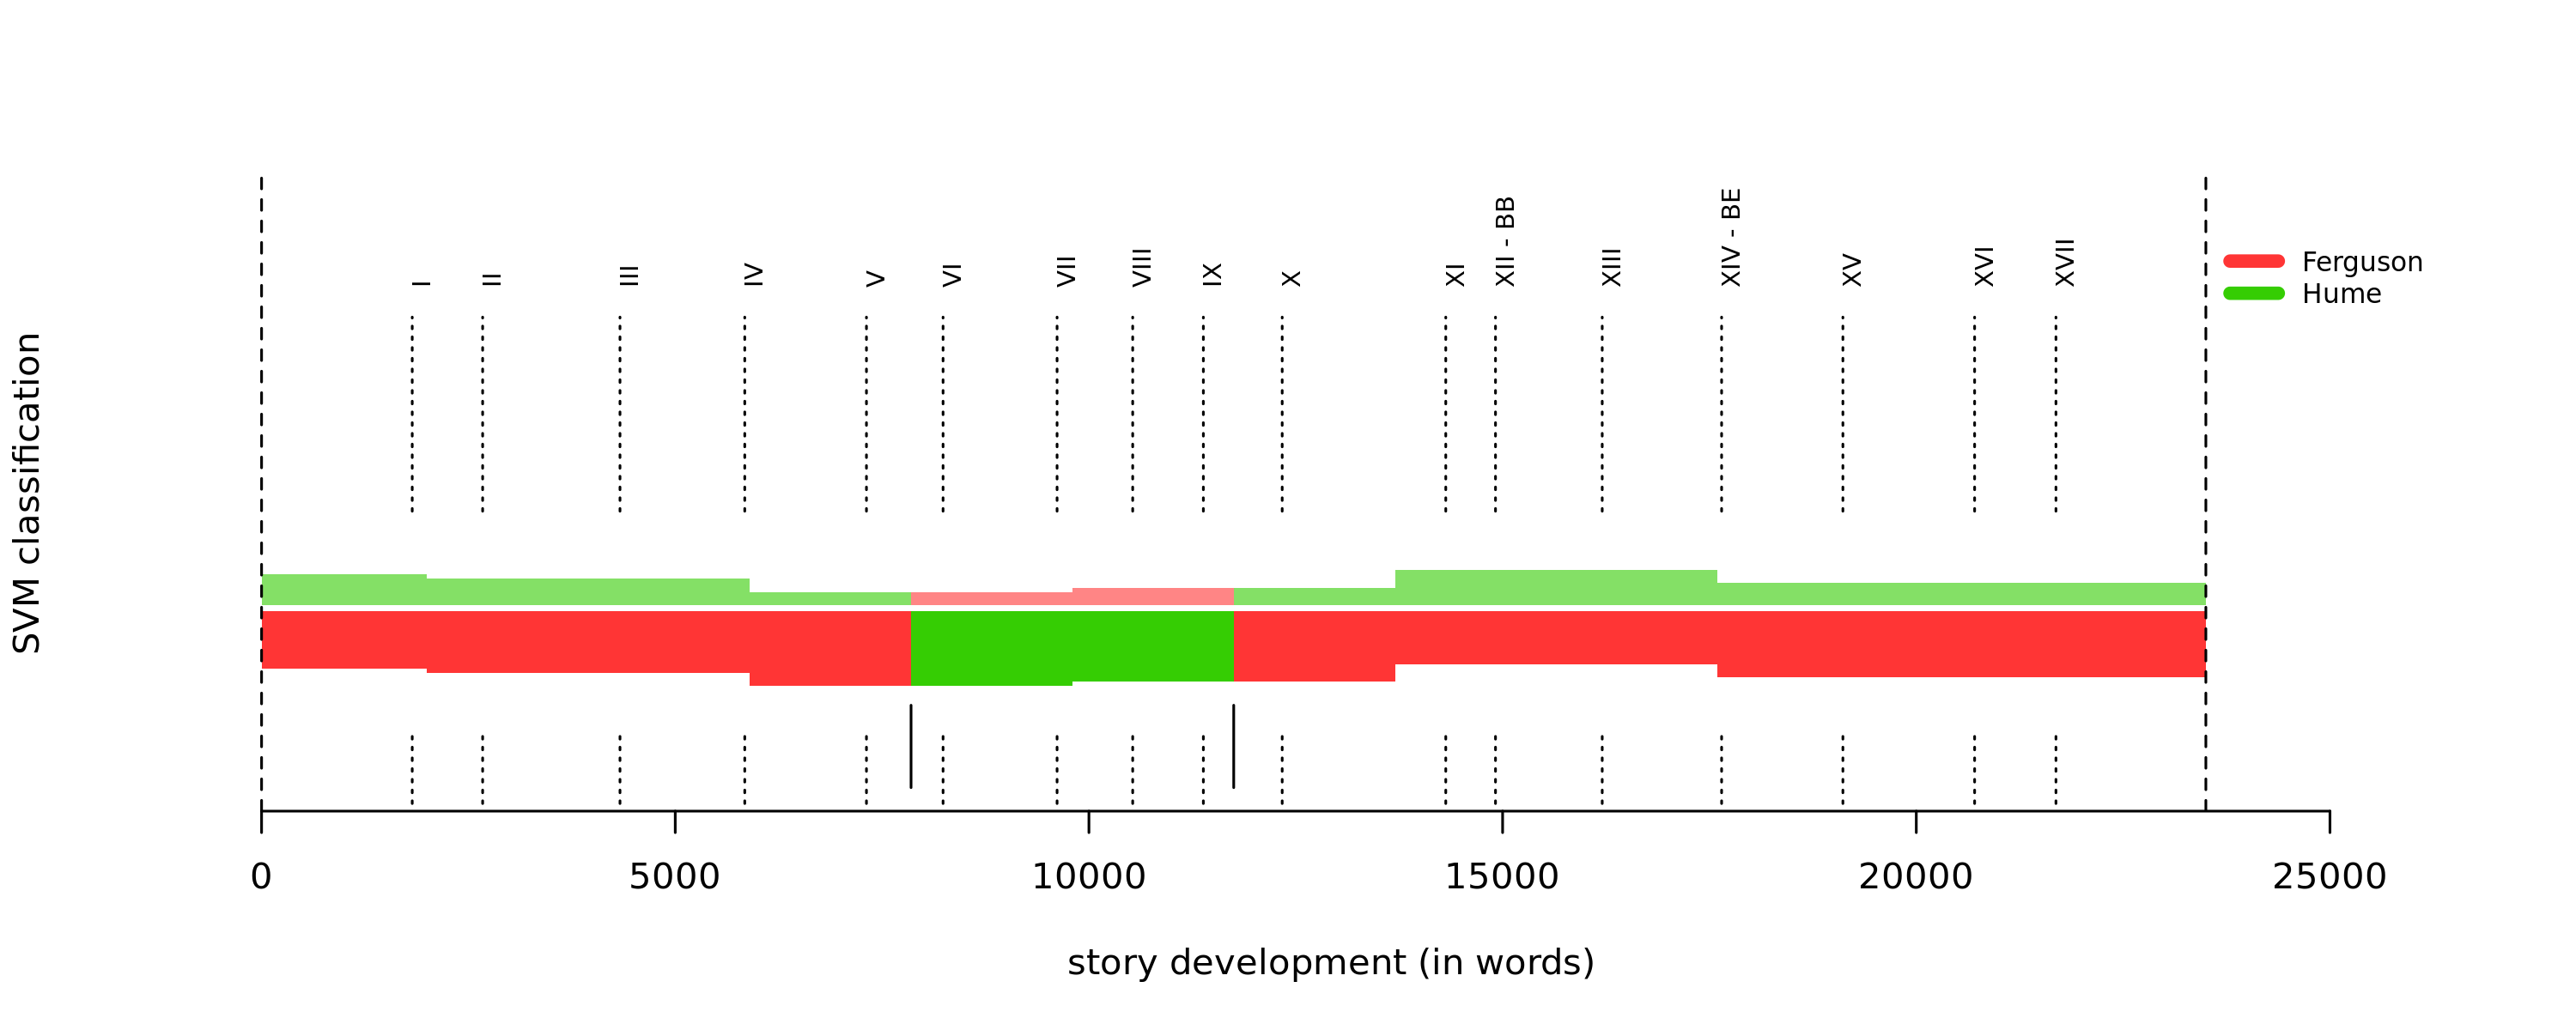 I
II
III
IV
V
VI
VII
VIII
IX
X
XI
XII - BB
XIII
XIV - BE
XV
XVI
XVII
Ferguson
Hume
SVM classification
0 5000 10000 15000 20000 25000
story development (in words)